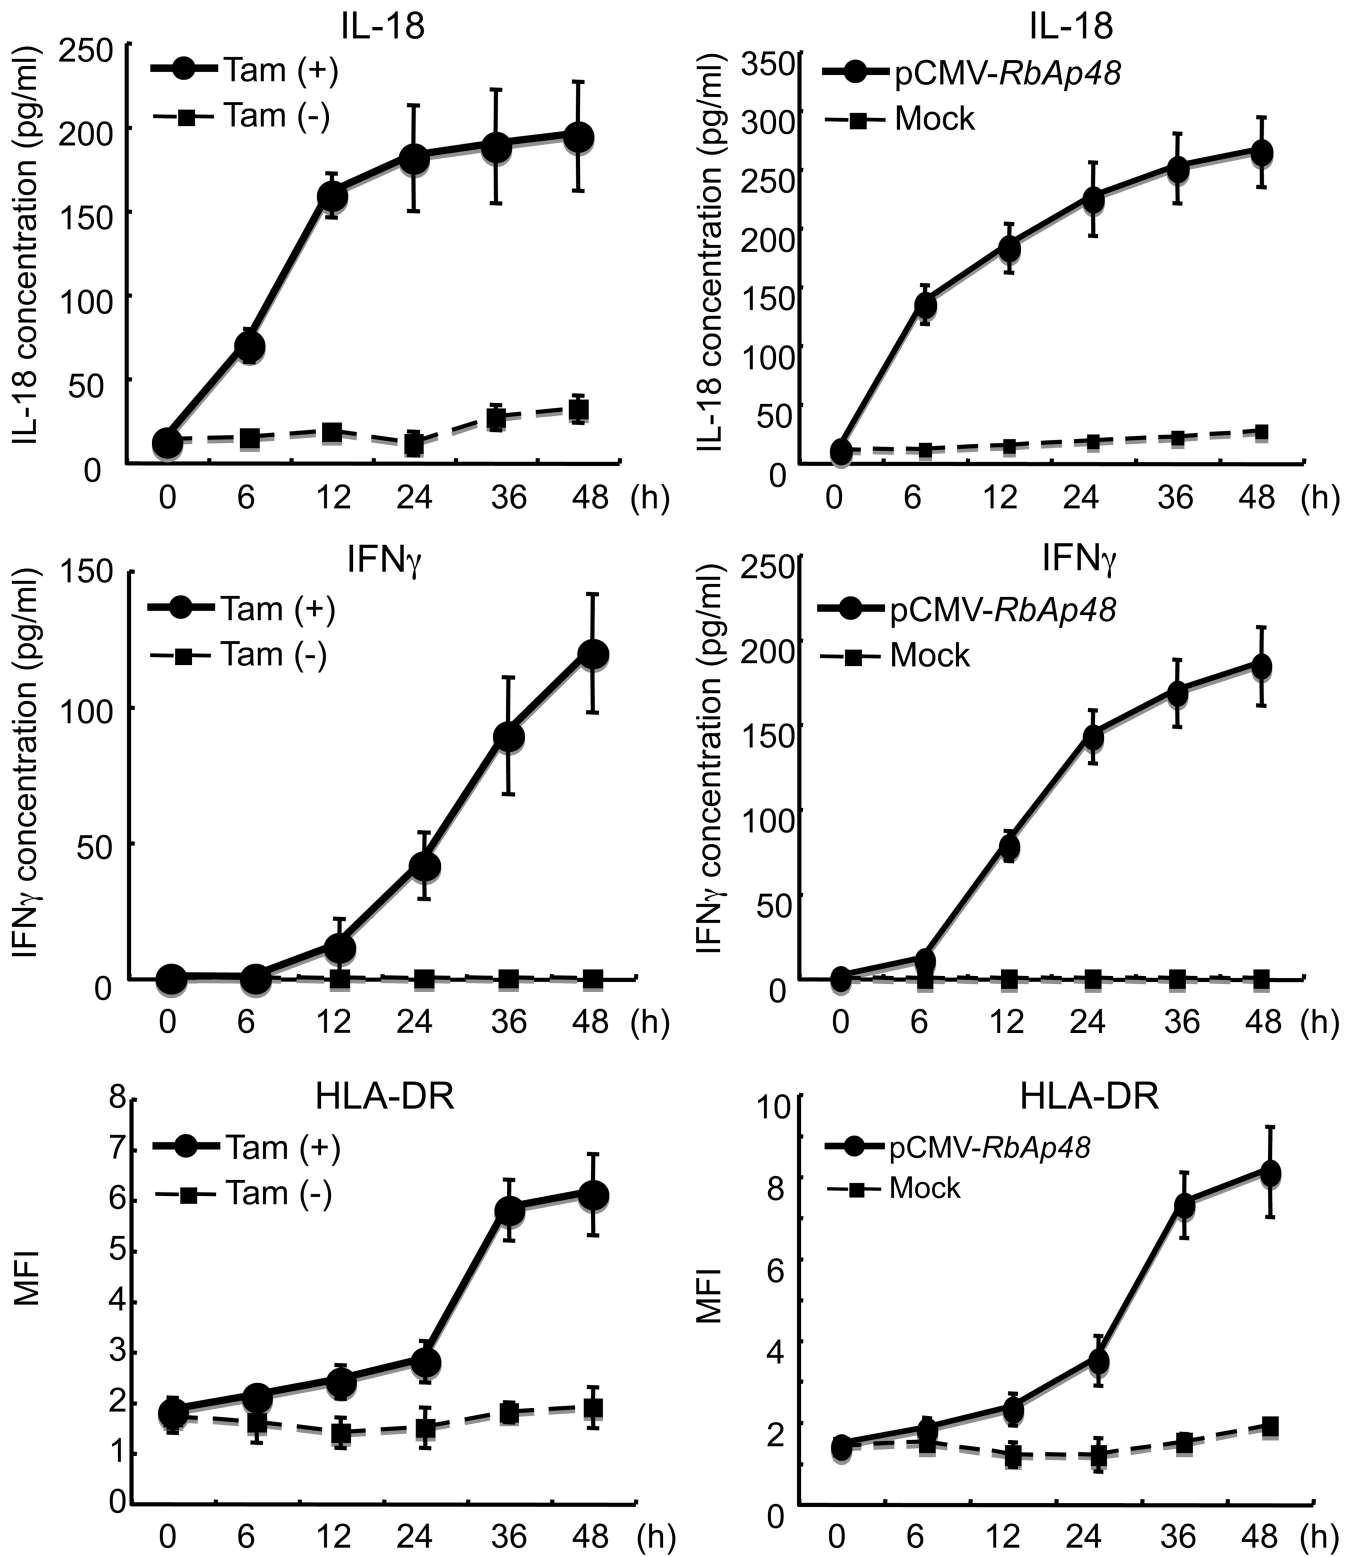 IL-18
IL-18 concentration (pg/ml)
250
200
150
100
50
0
Tam (+)
Tam (-)
0 6 12 24 36 48 (h)
IL-18
IL-18 concentration (pg/ml)
350
300
250
200
150
100
50
0
pCMV-RbAp48
Mock
0 6 12 24 36 48 (h)
IFNγ
IFNγ concentration (pg/ml)
150
100
50
0
Tam (+)
Tam (-)
0 6 12 24 36 48 (h)
IFNγ
IFNγ concentration (pg/ml)
250
200
150
100
50
0
pCMV-RbAp48
Mock
0 6 12 24 36 48 (h)
HLA-DR
MFI
8
7
6
5
4
3
2
1
0
Tam (+)
Tam (-)
0 6 12 24 36 48 (h)
HLA-DR
MFI
10
8
6
4
2
0
pCMV-RbAp48
Mock
0 6 12 24 36 48 (h)